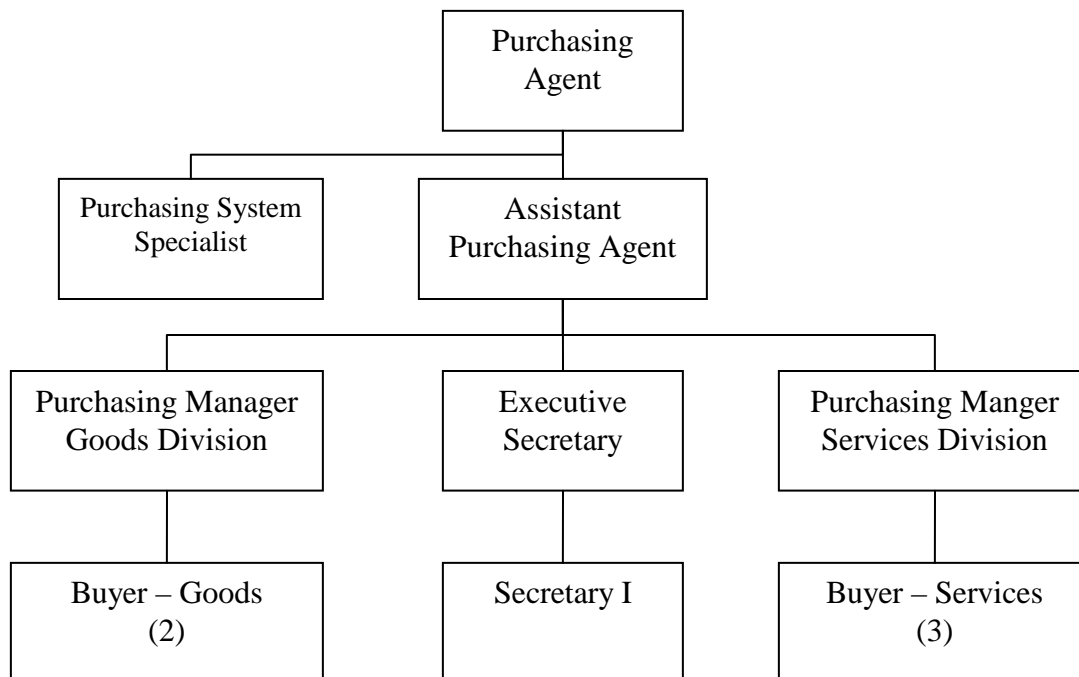 Purchasing
Agent
Purchasing System
Specialist
Assistant
Purchasing Agent
Purchasing Manager
Goods Division
Executive
Secretary
Purchasing Manger
Services Division
Buyer – Goods
(2)
Secretary I
Buyer – Services
(3)